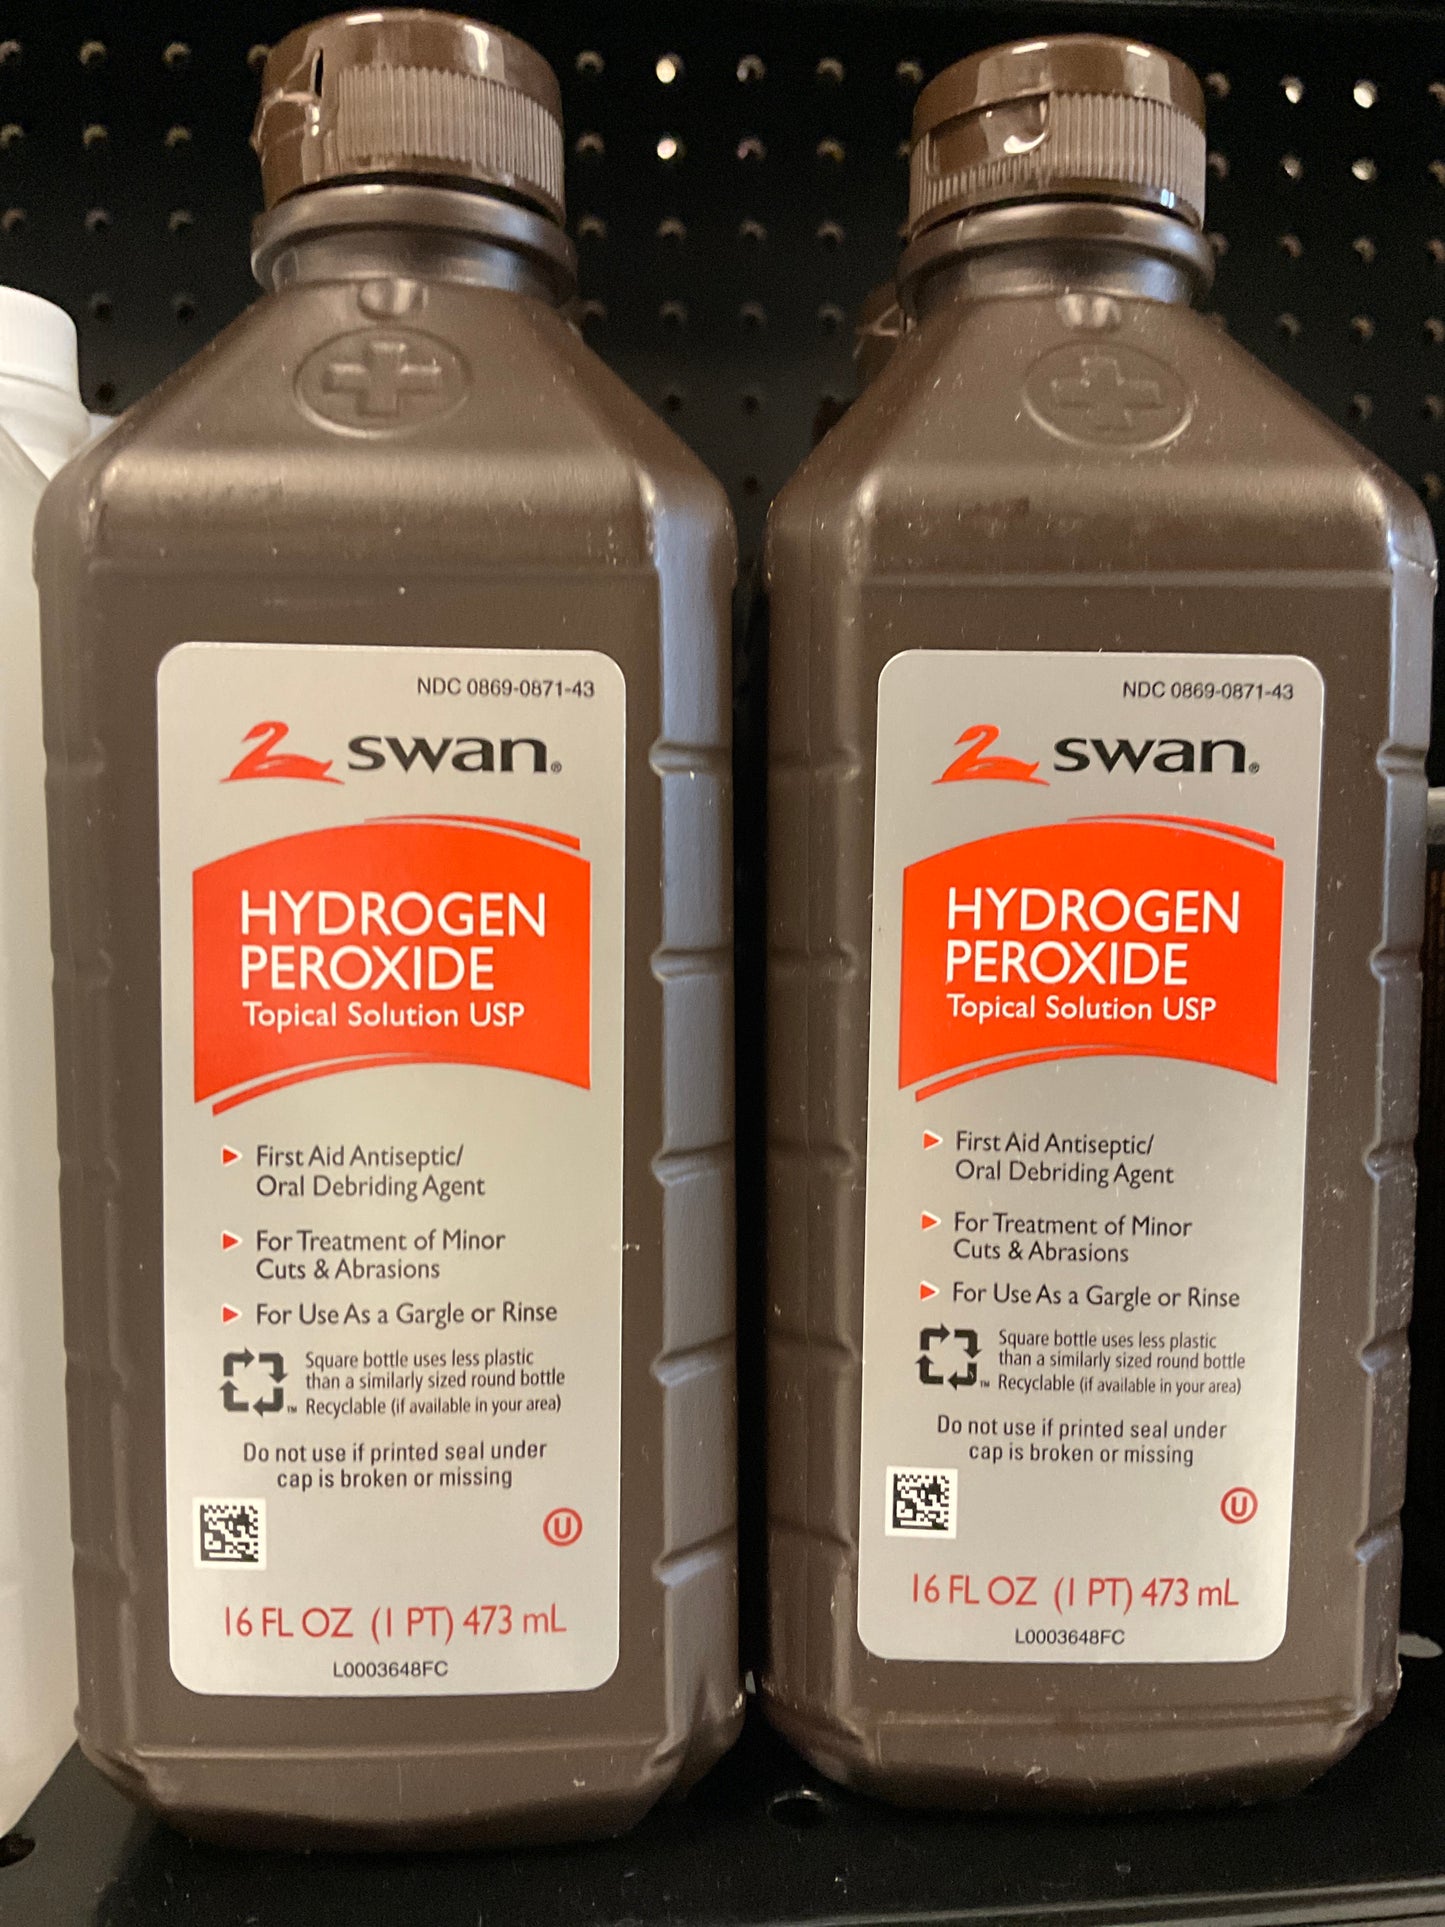 NDC 0869-0871-43
swan®
HYDROGEN
PEROXIDE
Topical Solution USP
First Aid Antiseptic/
Oral Debriding Agent
For Treatment of Minor
Cuts & Abrasions
For Use As a Gargle or Rinse
Square bottle uses less plastic
than a similarly sized round bottle
™ Recyclable (if available in your area)
Do not use if printed seal under
cap is broken or missing
U
16 FL OZ (1 PT) 473 mL
L0003648FC
NDC 0869-0871-43
swan®
HYDROGEN
PEROXIDE
Topical Solution USP
First Aid Antiseptic/
Oral Debriding Agent
For Treatment of Minor
Cuts & Abrasions
For Use As a Gargle or Rinse
Square bottle uses less plastic
than a similarly sized round bottle
™ Recyclable (if available in your area)
Do not use if printed seal under
cap is broken or missing
U
16 FL OZ (1 PT) 473 mL
L0003648FC